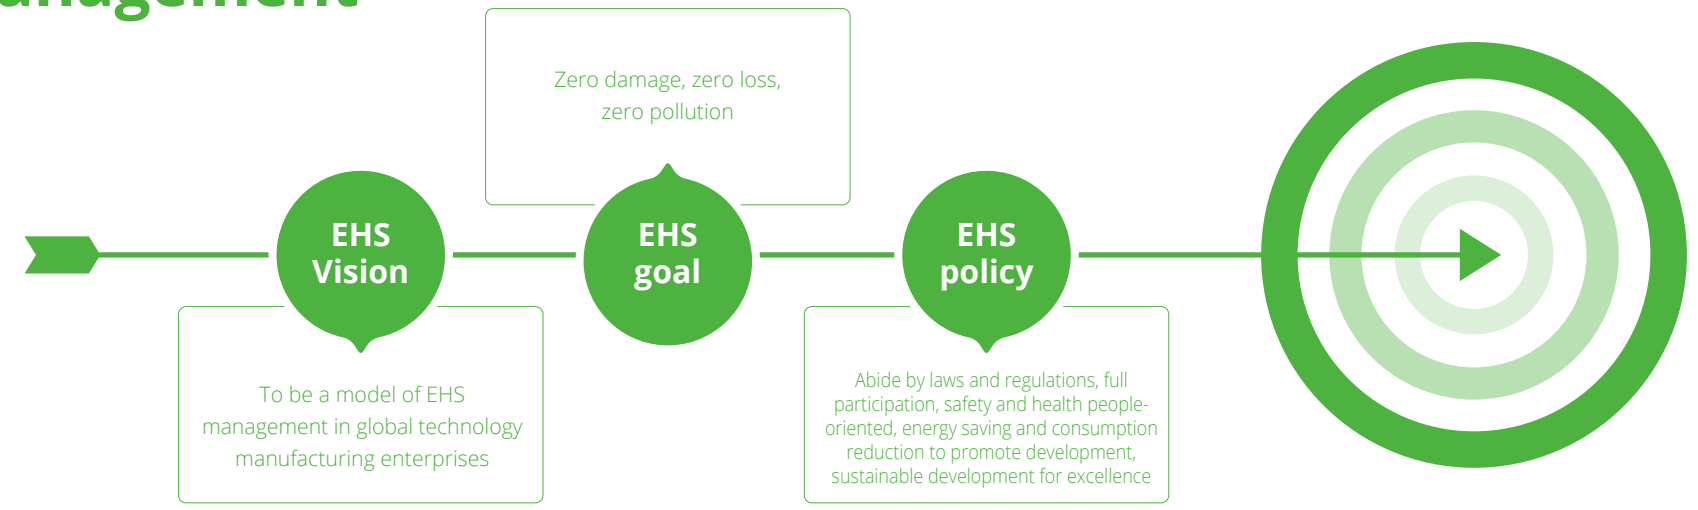 Zero damage, zero loss,
zero pollution
EHS
Vision
EHS
goal
EHS
policy
To be a model of EHS
management in global technology
manufacturing enterprises
Abide by laws and regulations, full
participation, safety and health people-
oriented, energy saving and consumption
reduction to promote development,
sustainable development for excellence